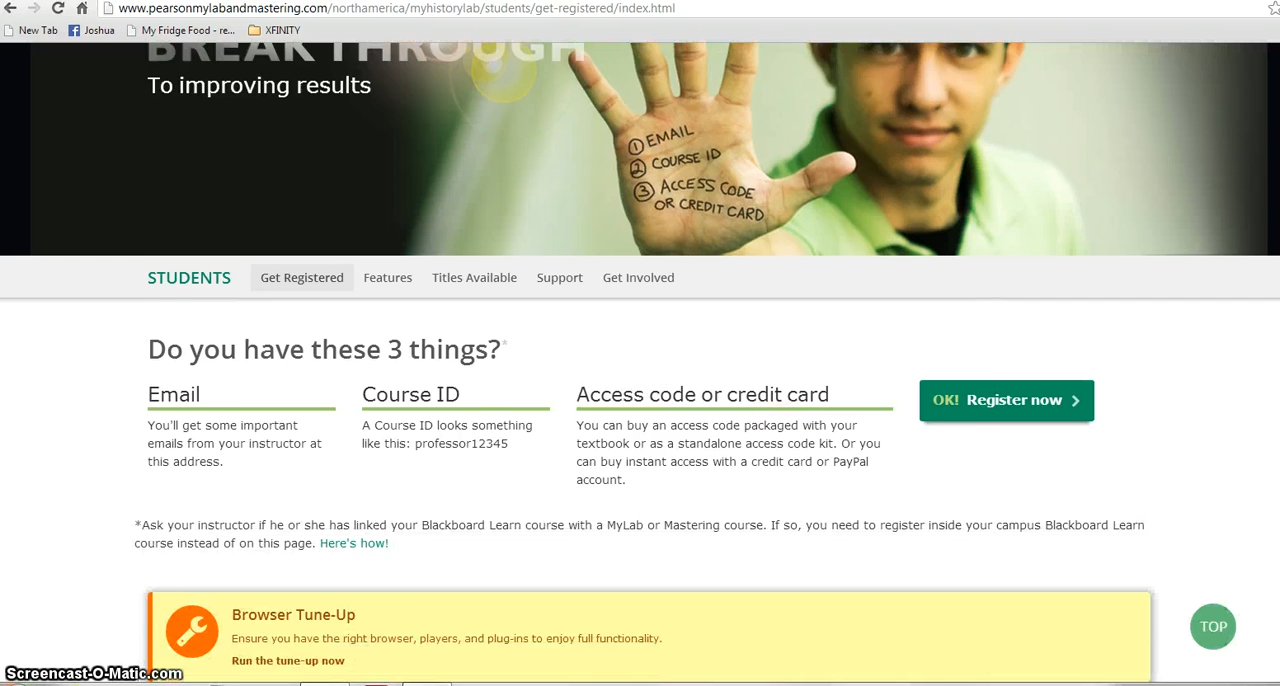 www.pearsonmylabandmastering.com/northamerica/myhistorylab/students/get-registered/index.html
New Tab Joshua My Fridge Food - re... XFINITY
BREAK THROUGH
To improving results
1 EMAIL
2 COURSE ID
3 ACCESS CODE
OR CREDIT CARD
STUDENTS Get Registered Features Titles Available Support Get Involved
Do you have these 3 things?*
Email
You'll get some important
emails from your instructor at
this address.
Course ID
A Course ID looks something
like this: professor12345
Access code or credit card
You can buy an access code packaged with your
textbook or as a standalone access code kit. Or you
can buy instant access with a credit card or PayPal
account.
OK! Register now
*Ask your instructor if he or she has linked your Blackboard Learn course with a MyLab or Mastering course. If so, you need to register inside your campus Blackboard Learn
course instead of on this page. Here's how!
Browser Tune-Up
Ensure you have the right browser, players, and plug-ins to enjoy full functionality.
Run the tune-up now
TOP
Screencast-O-Matic.com